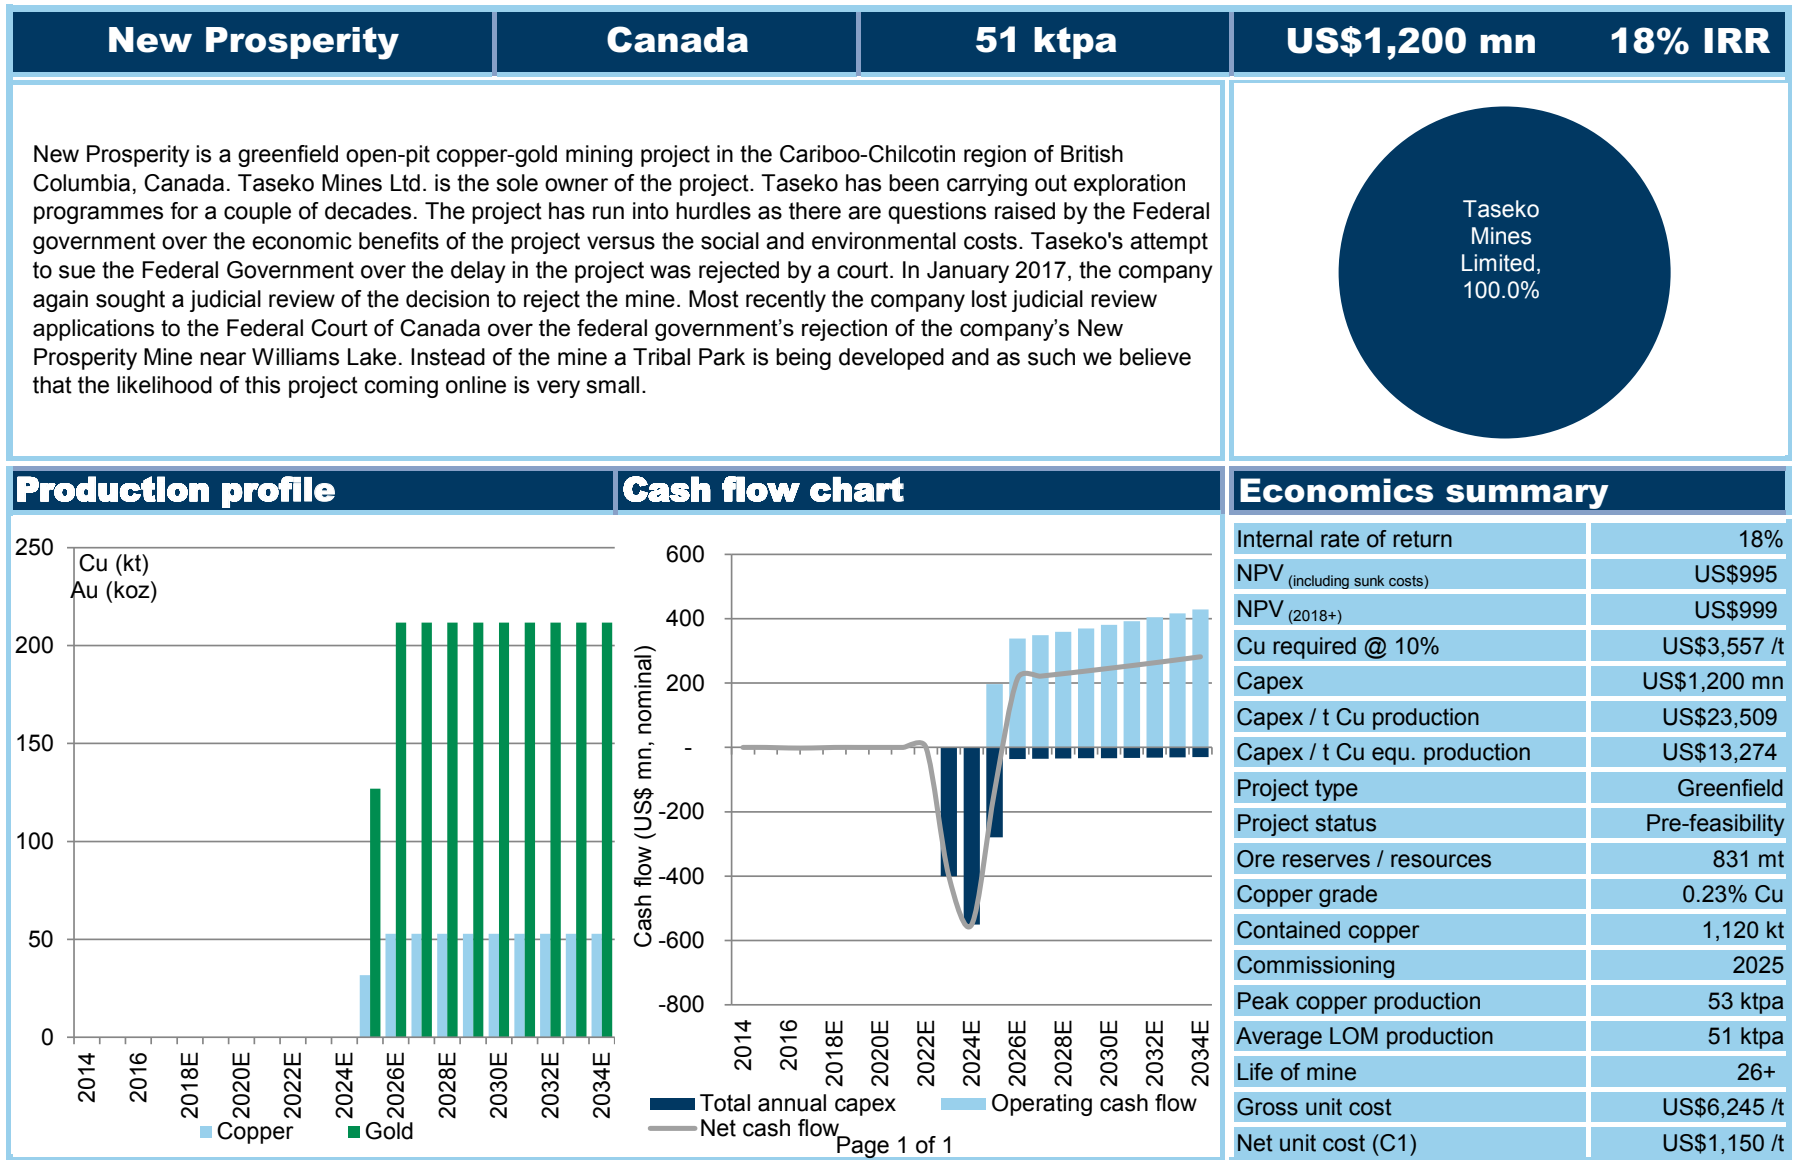 New Prosperity
Canada
51 ktpa
US$1,200 mn
18% IRR
New Prosperity is a greenfield open-pit copper-gold mining project in the Cariboo-Chilcotin region of British
Columbia, Canada. Taseko Mines Ltd. is the sole owner of the project. Taseko has been carrying out exploration
programmes for a couple of decades. The project has run into hurdles as there are questions raised by the Federal
government over the economic benefits of the project versus the social and environmental costs. Taseko's attempt
to sue the Federal Government over the delay in the project was rejected by a court. In January 2017, the company
again sought a judicial review of the decision to reject the mine. Most recently the company lost judicial review
applications to the Federal Court of Canada over the federal government’s rejection of the company’s New
Prosperity Mine near Williams Lake. Instead of the mine a Tribal Park is being developed and as such we believe
that the likelihood of this project coming online is very small.
Taseko
Mines
Limited,
100.0%
Production profile
250
Cu (kt)
Au (koz)
200
150
100
50
0
2014
2016
2018E
2020E
2022E
2024E
2026E
2028E
2030E
2032E
2034E
Copper
Gold
Cash flow chart
Cash flow (US$ mn, nominal)
600
400
200
-
-200
-400
-600
-800
2014
2016
2018E
2020E
2022E
2024E
2026E
2028E
2030E
2032E
2034E
Total annual capex
Operating cash flow
Net cash flow
Page 1 of 1
Economics summary
Internal rate of return 18%
NPV (including sunk costs) US$995
NPV (2018+) US$999
Cu required @ 10% US$3,557 /t
Capex US$1,200 mn
Capex / t Cu production US$23,509
Capex / t Cu equ. production US$13,274
Project type Greenfield
Project status Pre-feasibility
Ore reserves / resources 831 mt
Copper grade 0.23% Cu
Contained copper 1,120 kt
Commissioning 2025
Peak copper production 53 ktpa
Average LOM production 51 ktpa
Life of mine 26+
Gross unit cost US$6,245 /t
Net unit cost (C1) US$1,150 /t